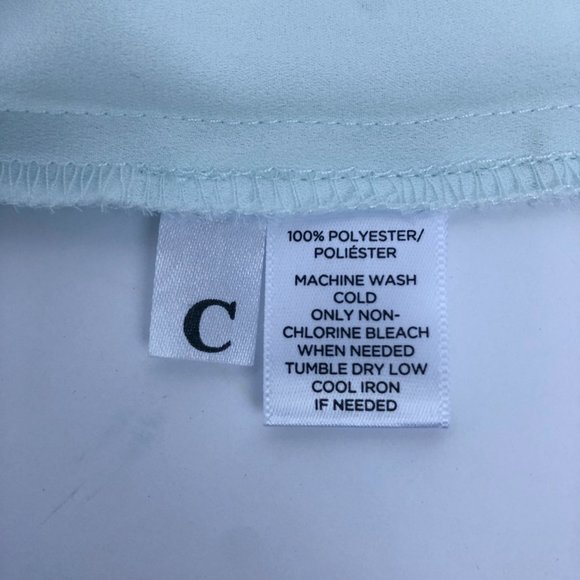 C
100% POLYESTER/
POLIÉSTER
MACHINE WASH
COLD
ONLY NON-
CHLORINE BLEACH
WHEN NEEDED
TUMBLE DRY LOW
COOL IRON
IF NEEDED